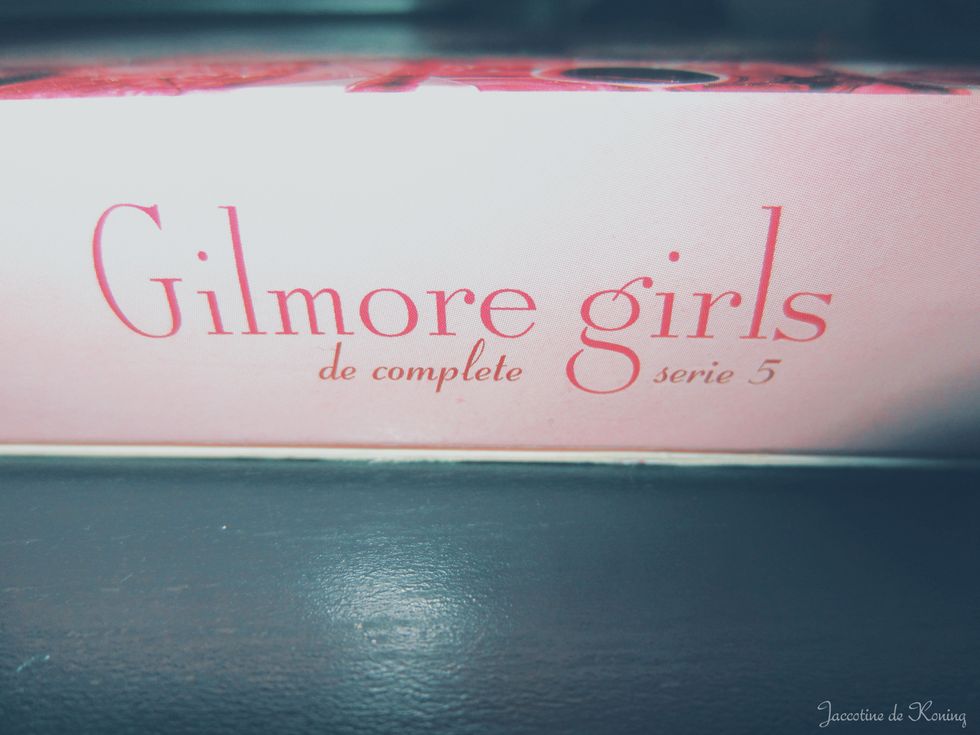 Gilmore girls
de complete serie 5
Jaccotine de Koning